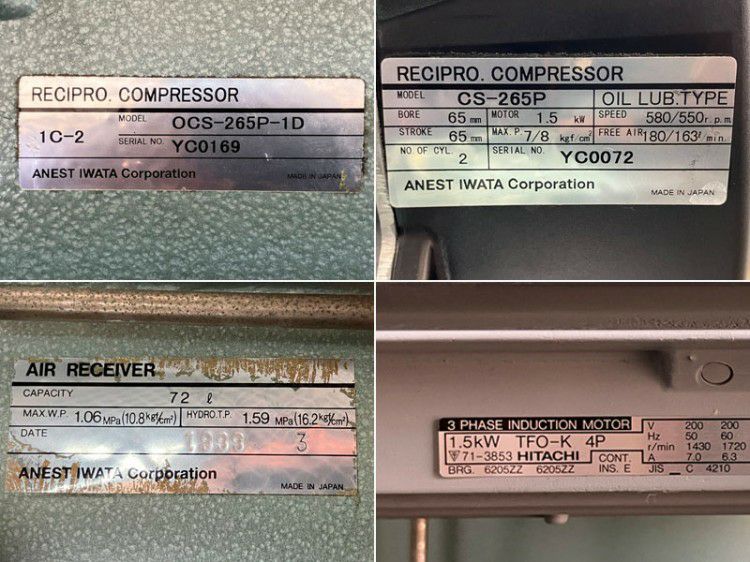 RECIPRO. COMPRESSOR
1C-2
MODEL OCS-265P-1D
SERIAL NO. YC0169
ANEST IWATA Corporation MADE IN JAPAN
RECIPRO. COMPRESSOR
MODEL CS-265P OIL LUB.TYPE
BORE 65 mm MOTOR 1.5 kW SPEED 580/550 r.p.m.
STROKE 65 mm MAX.P. 7/8 kgf/cm² FREE AIR 180/163 ℓ/min.
NO. OF CYL. 2 SERIAL NO. YC0072
ANEST IWATA Corporation
MADE IN JAPAN
AIR RECEIVER
CAPACITY 72 ℓ
MAX.W.P. 1.06 MPa (10.8 kgf/cm²) HYDRO.T.P. 1.59 MPa (16.2 kgf/cm²)
DATE 3
ANEST IWATA Corporation
MADE IN JAPAN
3 PHASE INDUCTION MOTOR V 200 200
1.5kW TFO-K 4P Hz 50 60
r/min 1430 1720
71-3853 HITACHI CONT. A 7.0 6.3
BRG. 6205ZZ 6205ZZ INS. E JIS C 4210